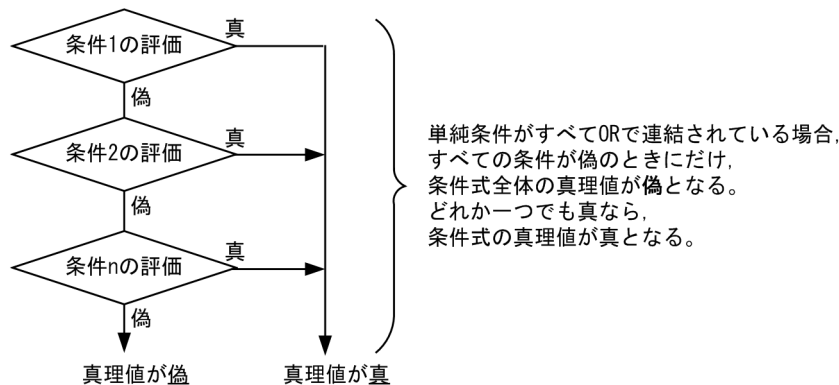 条件1の評価
真
偽
条件2の評価
真
偽
条件nの評価
真
偽
真理値が偽
真理値が真
単純条件がすべてORで連結されている場合,
すべての条件が偽のときにだけ,
条件式全体の真理値が偽となる。
どれか一つでも真なら,
条件式の真理値が真となる。